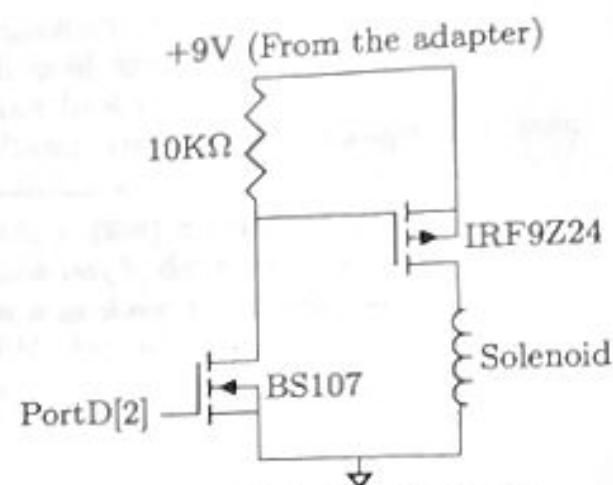 +9V (From the adapter)
10KΩ
IRF9Z24
Solenoid
BS107
PortD[2]